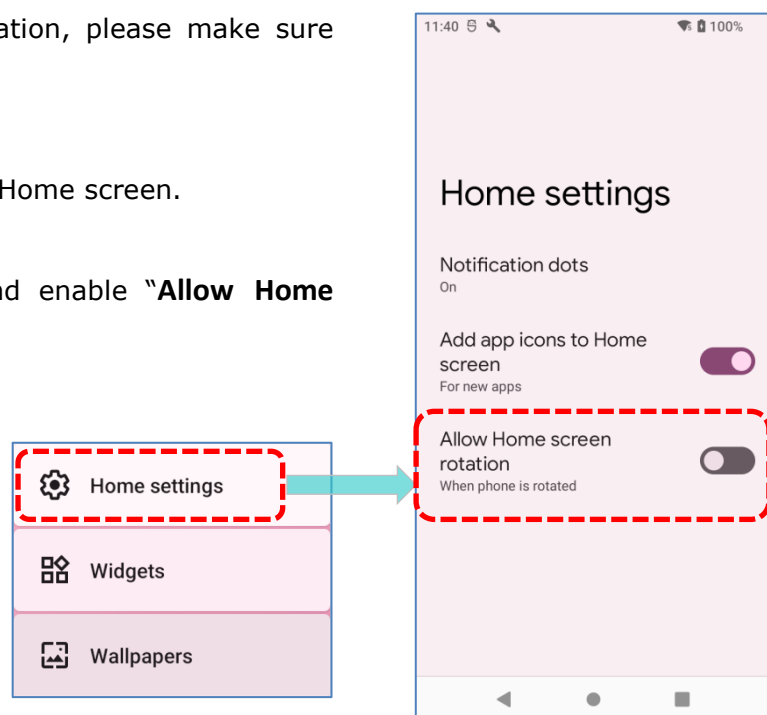 ation, please make sure
Home screen.
nd enable “Allow Home
Home settings
Widgets
Wallpapers
11:40 100%
Home settings
Notification dots
On
Add app icons to Home
screen
For new apps
Allow Home screen
rotation
When phone is rotated